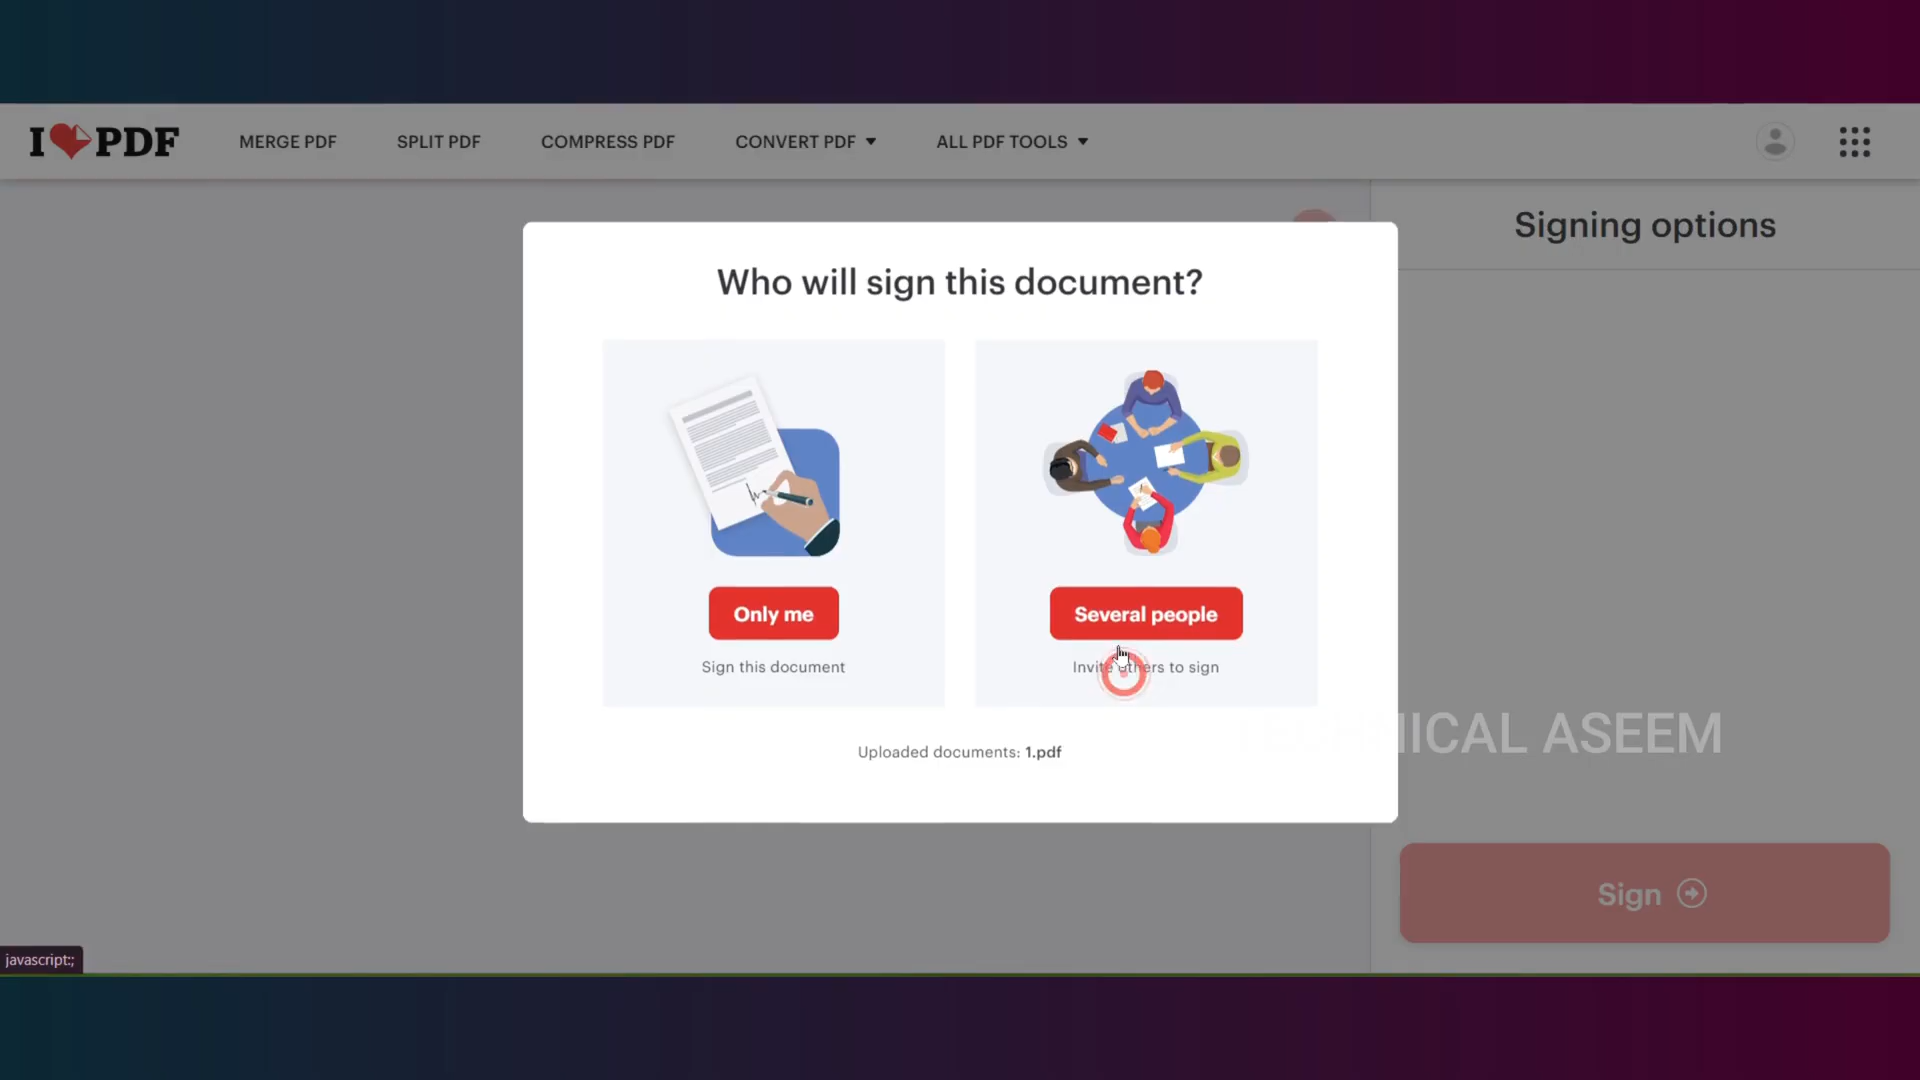 I PDF
MERGE PDF
SPLIT PDF
COMPRESS PDF
CONVERT PDF
ALL PDF TOOLS
Signing options
Who will sign this document?
Only me
Several people
Sign this document
Invite others to sign
TECHNICAL ASEEM
Uploaded documents: 1.pdf
Sign
javascript:;